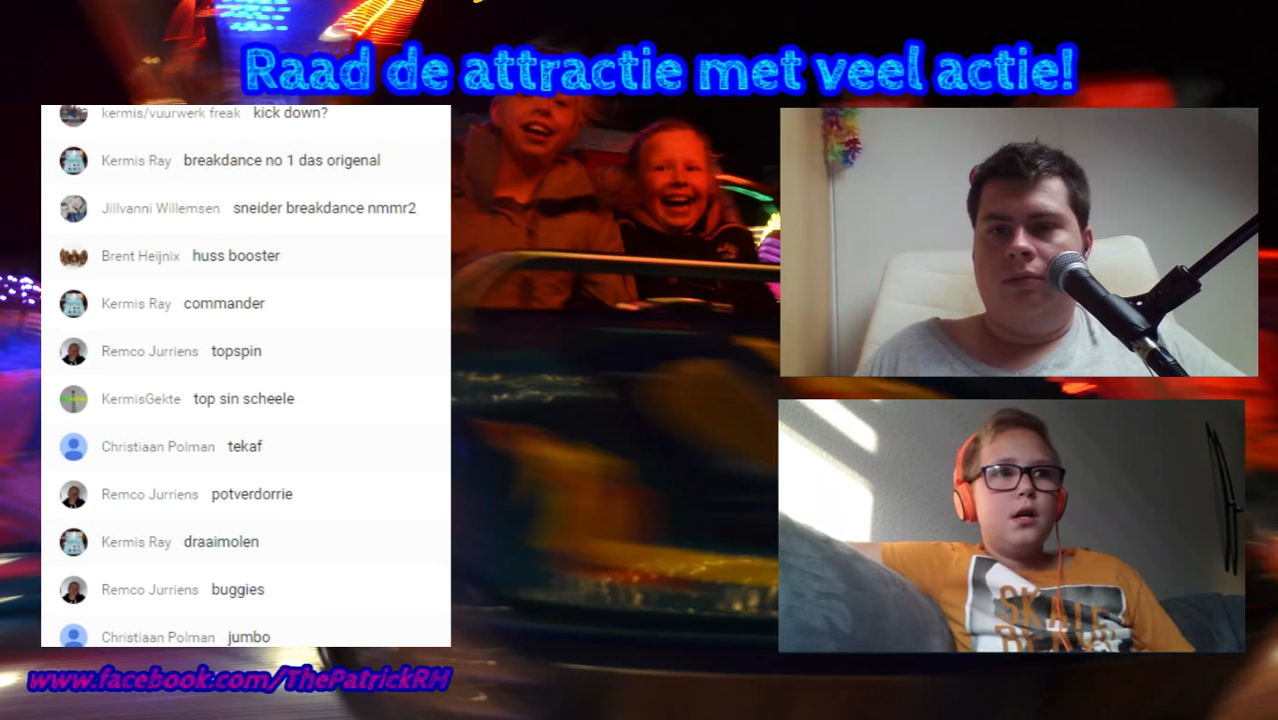 Raad de attractie met veel actie!
kermis/vuurwerk freak kick down?
Kermis Ray breakdance no 1 das origenal
Jillvanni Willemsen sneider breakdance nmmr2
Brent Heijnix huss booster
Kermis Ray commander
Remco Jurriens topspin
KermisGekte top sin scheele
Christiaan Polman tekaf
Remco Jurriens potverdorrie
Kermis Ray draaimolen
Remco Jurriens buggies
Christiaan Polman jumbo
SKATE
www.facebook.com/ThePatrickRH